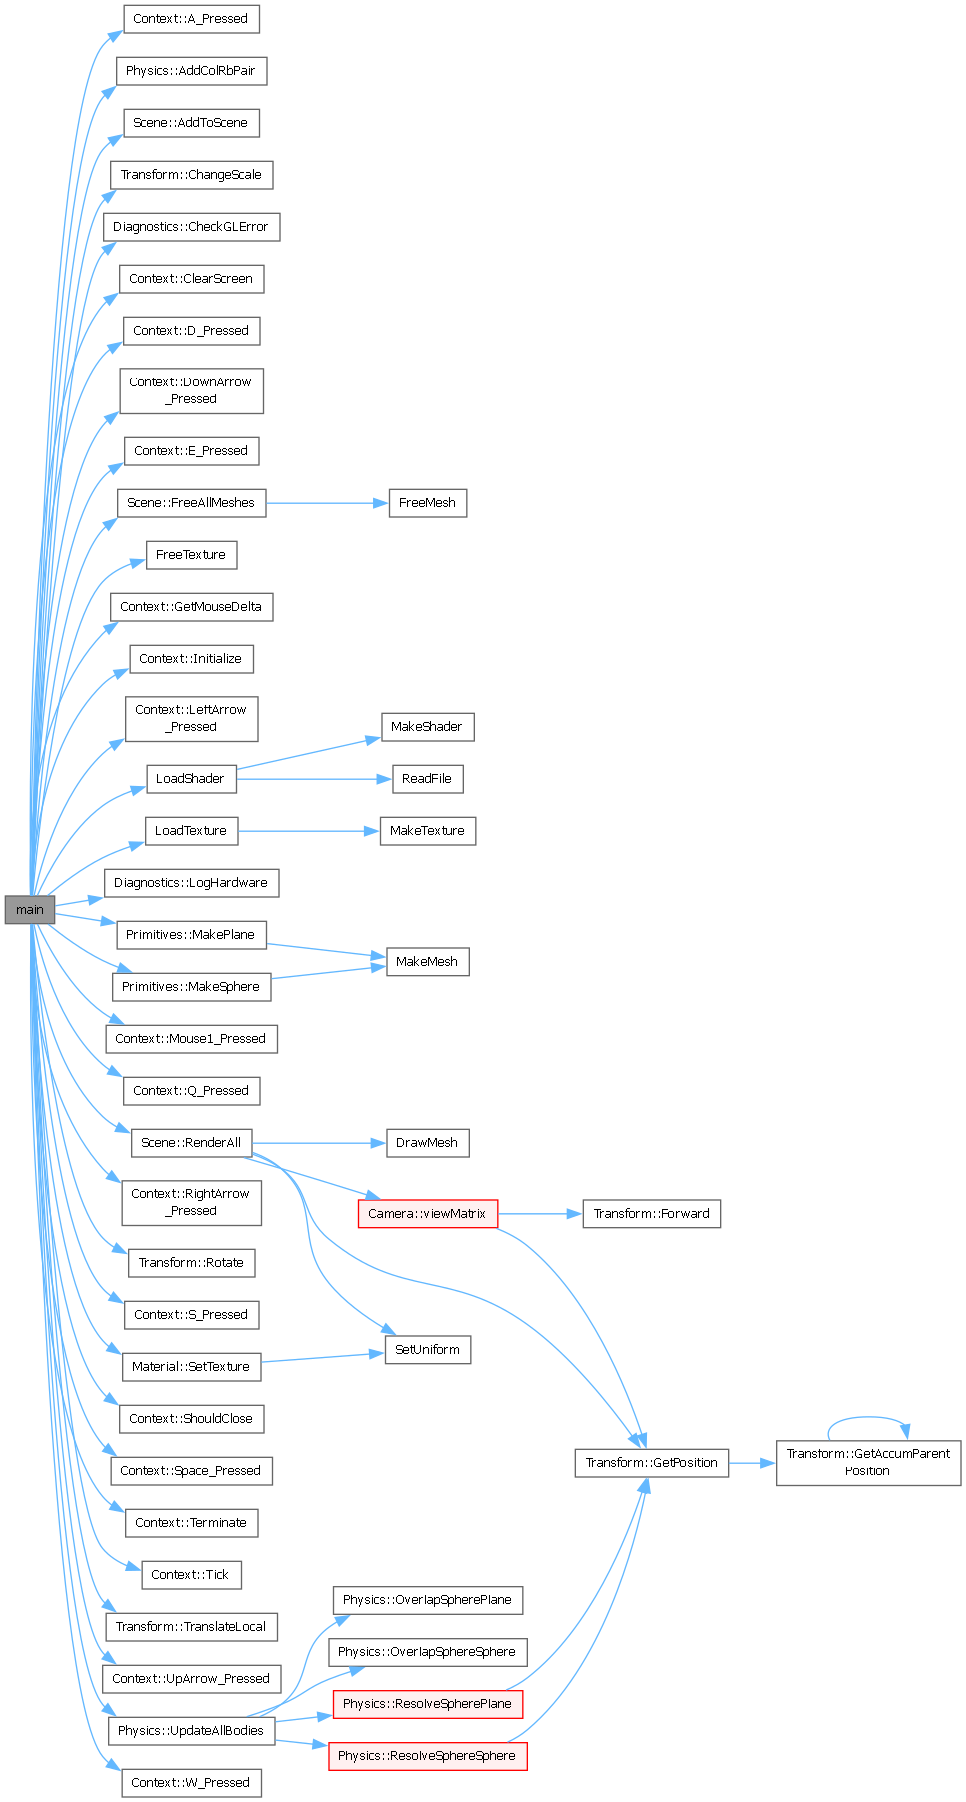 Context::A_Pressed
Physics::AddColRbPair
Scene::AddToScene
Transform::ChangeScale
Diagnostics::CheckGLError
Context::ClearScreen
Context::D_Pressed
Context::DownArrow
_Pressed
Context::E_Pressed
Scene::FreeAllMeshes
FreeMesh
FreeTexture
Context::GetMouseDelta
Context::Initialize
Context::LeftArrow
_Pressed
MakeShader
LoadShader
ReadFile
LoadTexture
MakeTexture
Diagnostics::LogHardware
main
Primitives::MakePlane
MakeMesh
Primitives::MakeSphere
Context::Mouse1_Pressed
Context::Q_Pressed
Scene::RenderAll
DrawMesh
Context::RightArrow
_Pressed
Camera::viewMatrix
Transform::Forward
Transform::Rotate
Context::S_Pressed
SetUniform
Material::SetTexture
Context::ShouldClose
Context::Space_Pressed
Transform::GetPosition
Transform::GetAccumParent
Position
Context::Terminate
Context::Tick
Physics::OverlapSpherePlane
Transform::TranslateLocal
Physics::OverlapSphereSphere
Context::UpArrow_Pressed
Physics::ResolveSpherePlane
Physics::UpdateAllBodies
Physics::ResolveSphereSphere
Context::W_Pressed